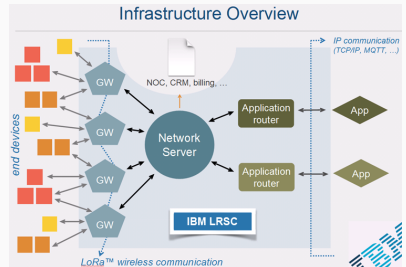 Infrastructure Overview
IP communication
(TCP/IP, MQTT, …)
NOC, CRM, billing, …
end devices
GW
GW
GW
GW
Network
Server
Application
router
App
Application
router
App
IBM LRSC
LoRa™ wireless communication